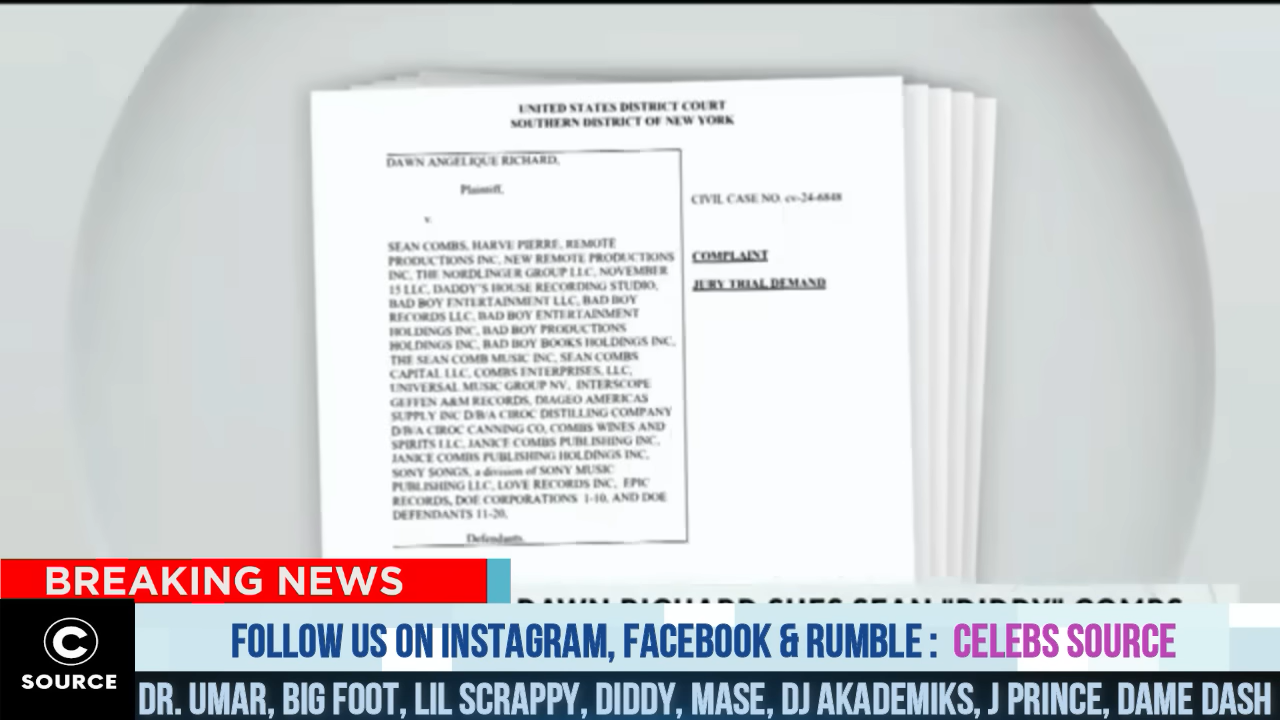 UNITED STATES DISTRICT COURT
SOUTHERN DISTRICT OF NEW YORK
DAWN ANGELIQUE RICHARD,
Plaintiff,
v.
SEAN COMBS, HARVE PIERRE, REMOTE
PRODUCTIONS INC, NEW REMOTE PRODUCTIONS
INC, THE NORDLINGER GROUP LLC, NOVEMBER
15 LLC, DADDY'S HOUSE RECORDING STUDIO,
BAD BOY ENTERTAINMENT LLC, BAD BOY
RECORDS LLC, BAD BOY ENTERTAINMENT
HOLDINGS INC, BAD BOY PRODUCTIONS
HOLDINGS INC, BAD BOY BOOKS HOLDINGS INC,
THE SEAN COMB MUSIC INC, SEAN COMBS
CAPITAL LLC, COMBS ENTERPRISES, LLC,
UNIVERSAL MUSIC GROUP NV, INTERSCOPE
GEFFEN A&M RECORDS, DIAGEO AMERICAS
SUPPLY INC D/B/A CIROC DISTILLING COMPANY
D/B/A CIROC CANNING CO, COMBS WINES AND
SPIRITS LLC, JANICE COMBS PUBLISHING INC,
JANICE COMBS PUBLISHING HOLDINGS INC,
SONY SONGS, a division of SONY MUSIC
PUBLISHING LLC, LOVE RECORDS INC, EPIC
RECORDS, DOE CORPORATIONS 1-10, AND DOE
DEFENDANTS 11-20,
Defendants.
CIVIL CASE NO. cv-24-6848
COMPLAINT
JURY TRIAL DEMAND
BREAKING NEWS
DAWN RICHARD SUES SEAN "DIDDY" COMBS
C
SOURCE
FOLLOW US ON INSTAGRAM, FACEBOOK & RUMBLE : CELEBS SOURCE
DR. UMAR, BIG FOOT, LIL SCRAPPY, DIDDY, MASE, DJ AKADEMIKS, J PRINCE, DAME DASH